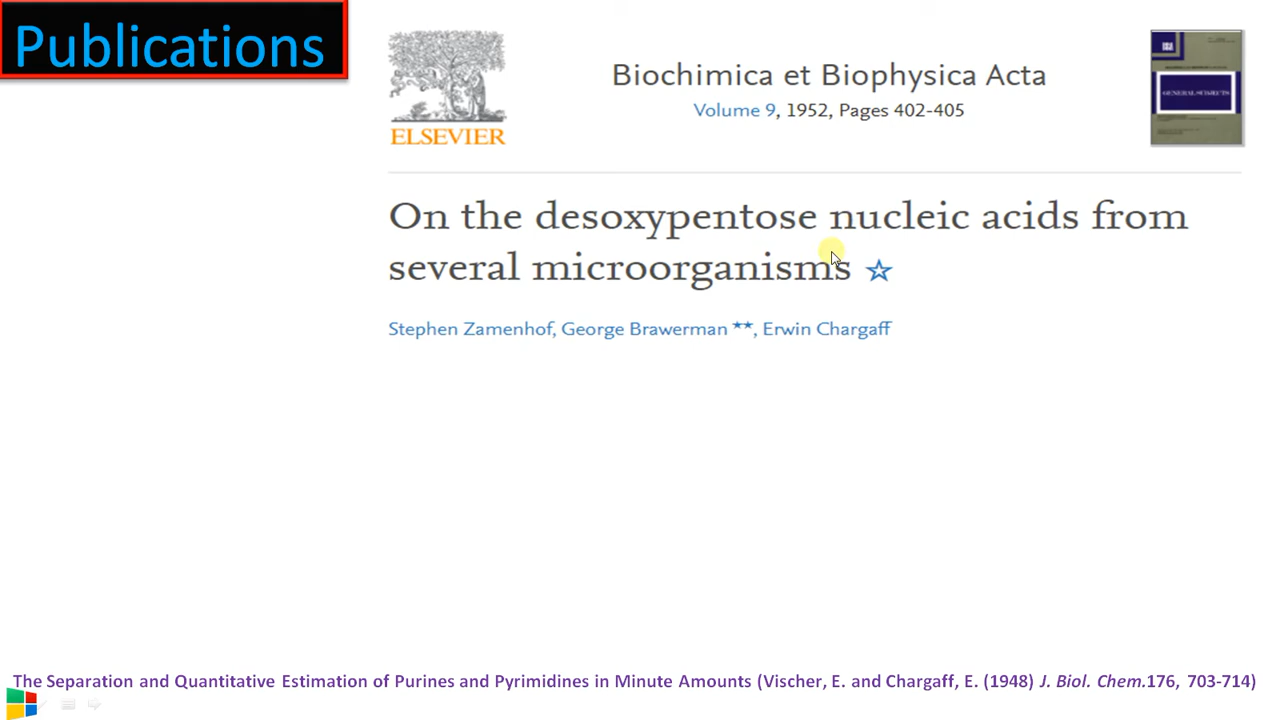 Publications
ELSEVIER
Biochimica et Biophysica Acta
Volume 9, 1952, Pages 402-405
GENERAL SUBJECTS
On the desoxypentose nucleic acids from
several microorganisms ☆
Stephen Zamenhof, George Brawerman ★★, Erwin Chargaff
The Separation and Quantitative Estimation of Purines and Pyrimidines in Minute Amounts (Vischer, E. and Chargaff, E. (1948) J. Biol. Chem.176, 703-714)